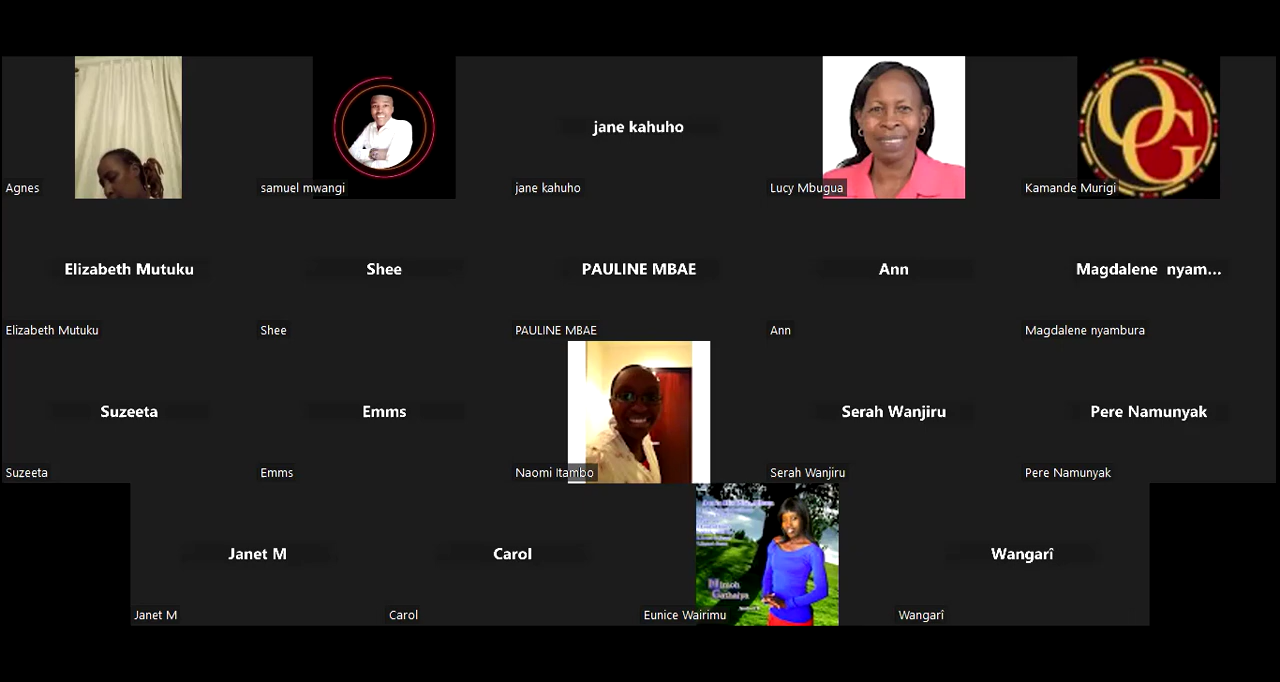 jane kahuho
Agnes
samuel mwangi
jane kahuho
Lucy Mbugua
Kamande Murigi
OG
Elizabeth Mutuku
Shee
PAULINE MBAE
Ann
Magdalene nyam...
Elizabeth Mutuku
Shee
PAULINE MBAE
Ann
Magdalene nyambura
Suzeeta
Emms
Serah Wanjiru
Pere Namunyak
Suzeeta
Emms
Naomi Itambo
Serah Wanjiru
Pere Namunyak
Janet M
Carol
Wangarî
Janet M
Carol
Eunice Wairimu
Wangarî